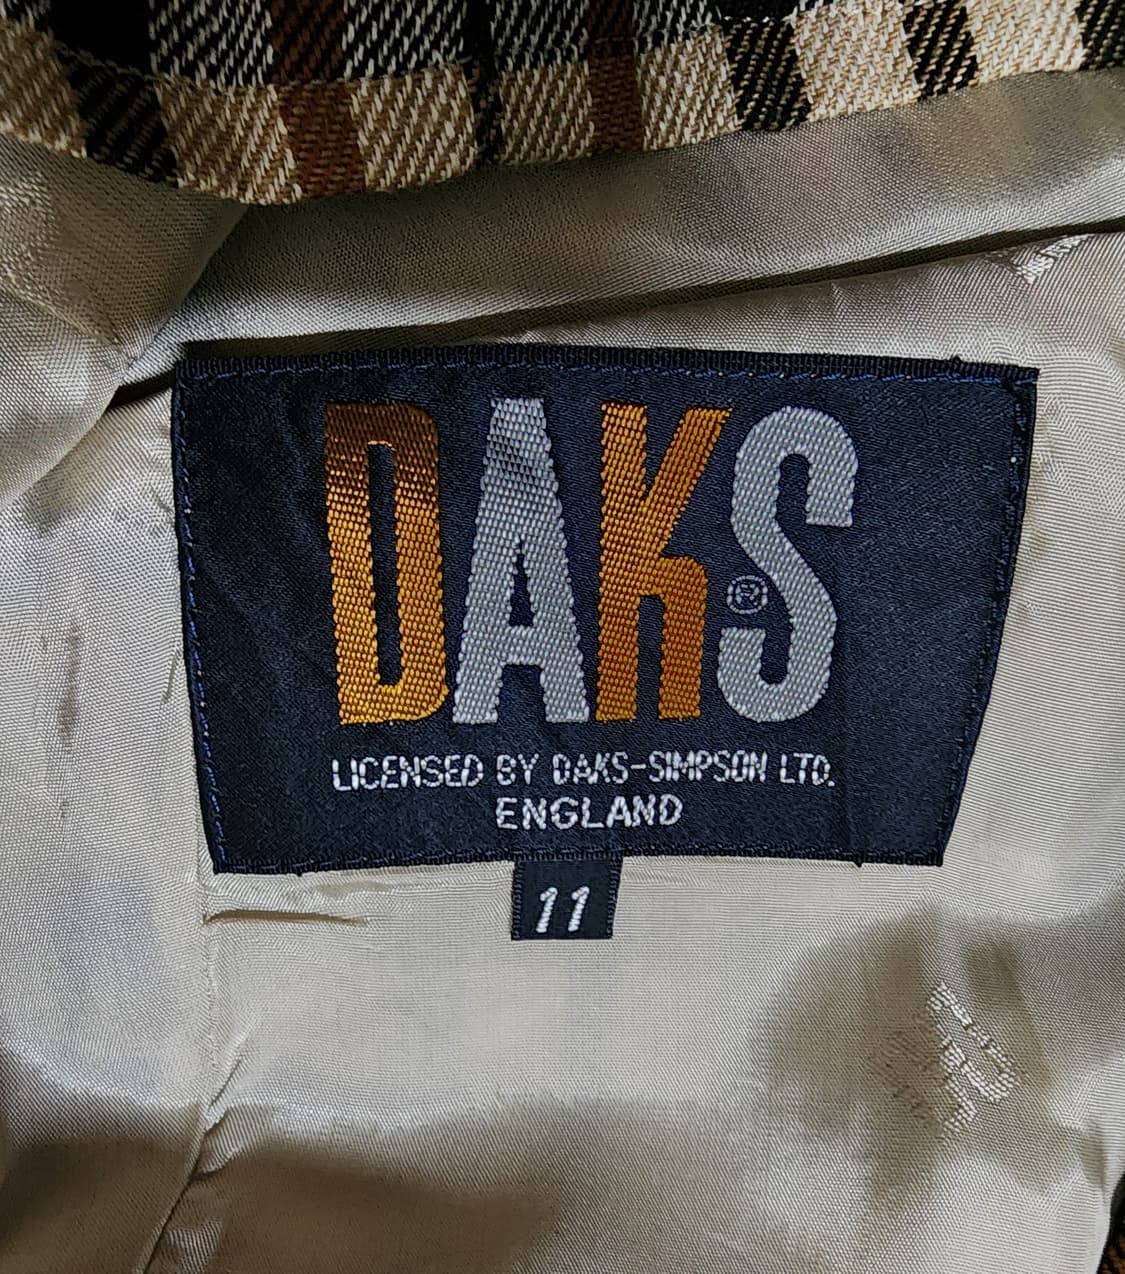 DAKS®
LICENSED BY DAKS-SIMPSON LTD.
ENGLAND
11